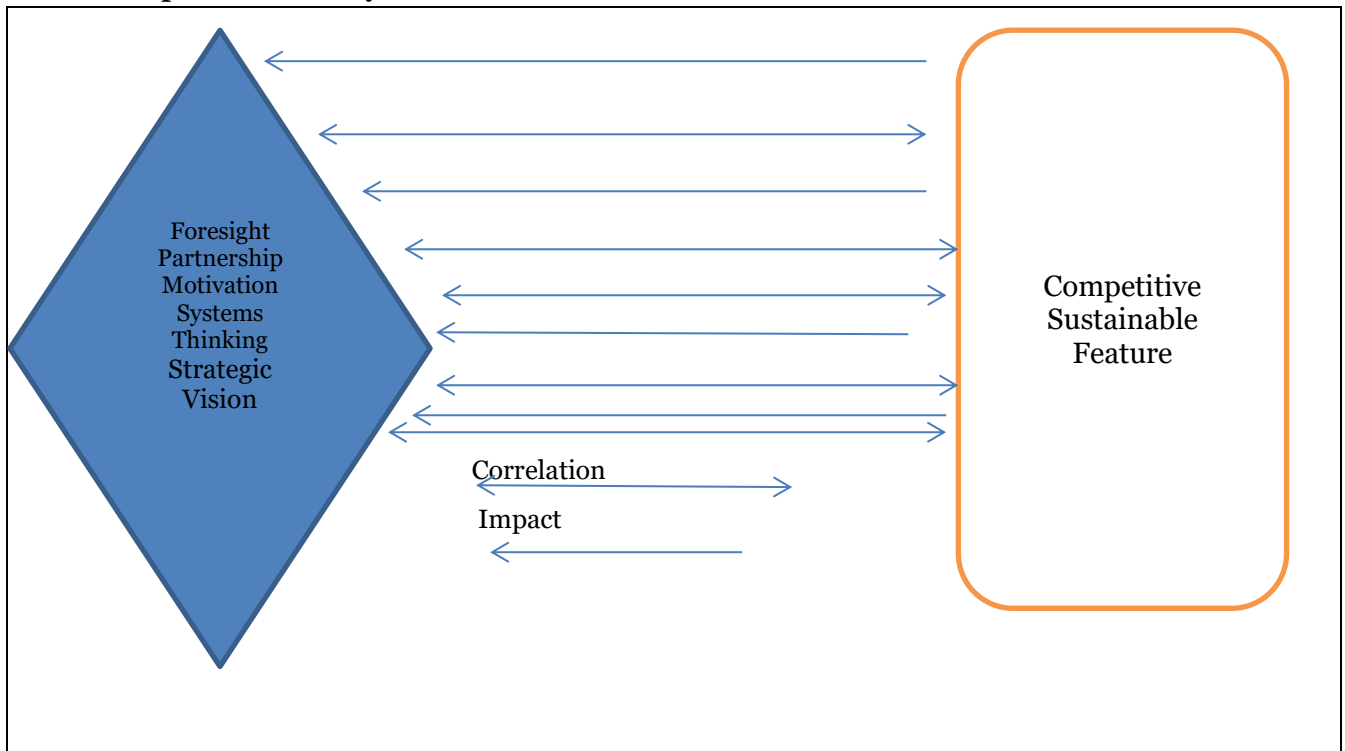 Foresight
Partnership
Motivation
Systems
Thinking
Strategic
Vision
Competitive
Sustainable
Feature
Correlation
Impact